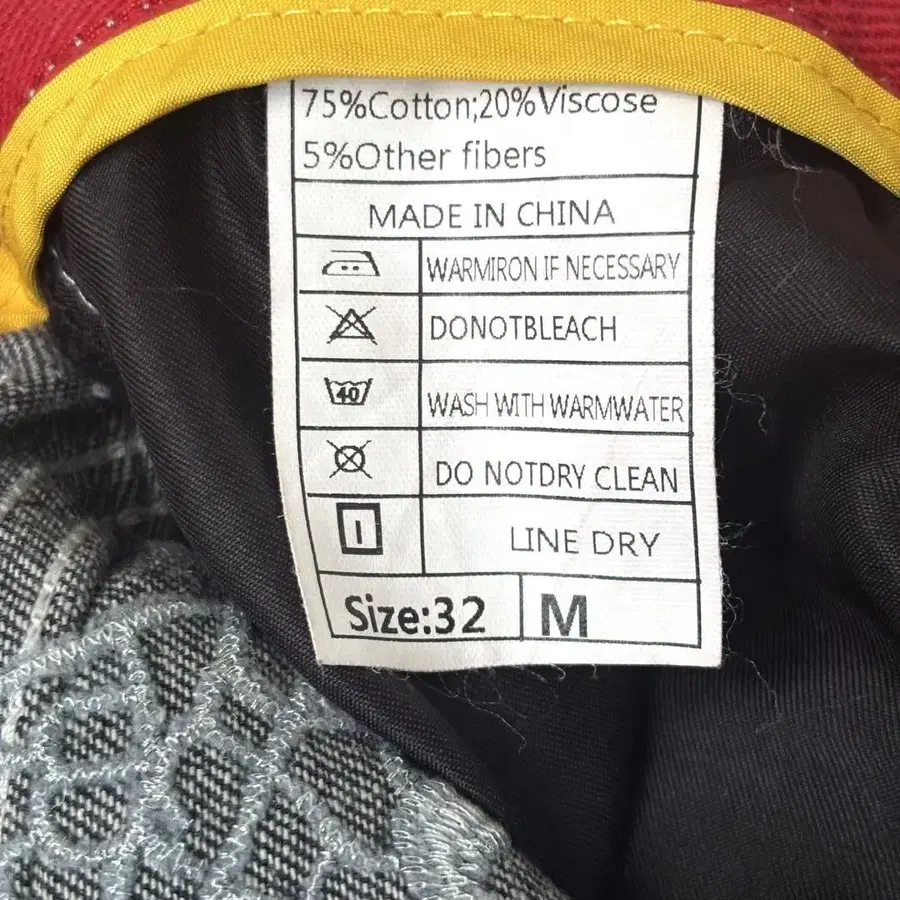 75%Cotton;20%Viscose
5%Other fibers
MADE IN CHINA
WARMIRON IF NECESSARY
DONOTBLEACH
40
WASH WITH WARMWATER
DO NOTDRY CLEAN
LINE DRY
Size:32 M